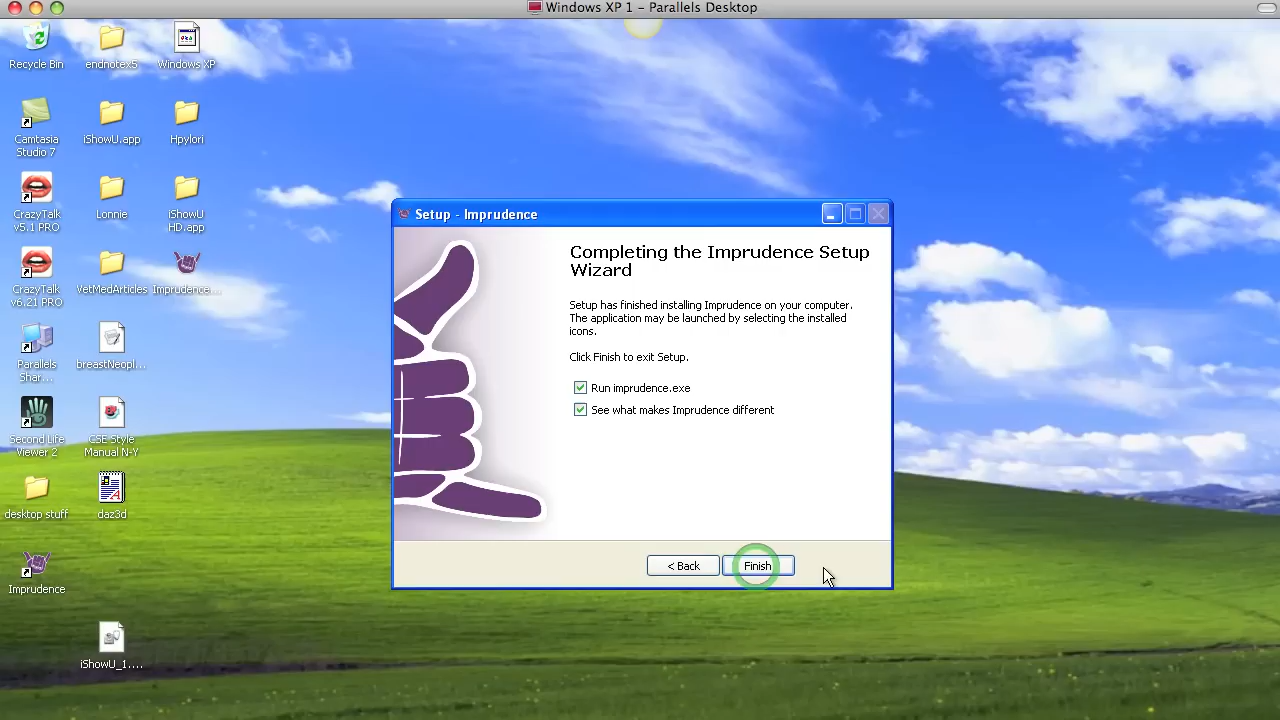 Windows XP 1 - Parallels Desktop
Recycle Bin
endnotex5
Windows XP
Camtasia
Studio 7
iShowU.app
Hpylori
CrazyTalk
v5.1 PRO
Lonnie
iShowU
HD.app
CrazyTalk
v6.21 PRO
VetMedArticles
Imprudence...
Parallels
Shar...
breastNeopl...
Second Life
Viewer 2
CSE Style
Manual N-Y
desktop stuff
daz3d
Imprudence
iShowU_1....
Setup - Imprudence
Completing the Imprudence Setup
Wizard
Setup has finished installing Imprudence on your computer.
The application may be launched by selecting the installed
icons.
Click Finish to exit Setup.
Run imprudence.exe
See what makes Imprudence different
< Back
Finish